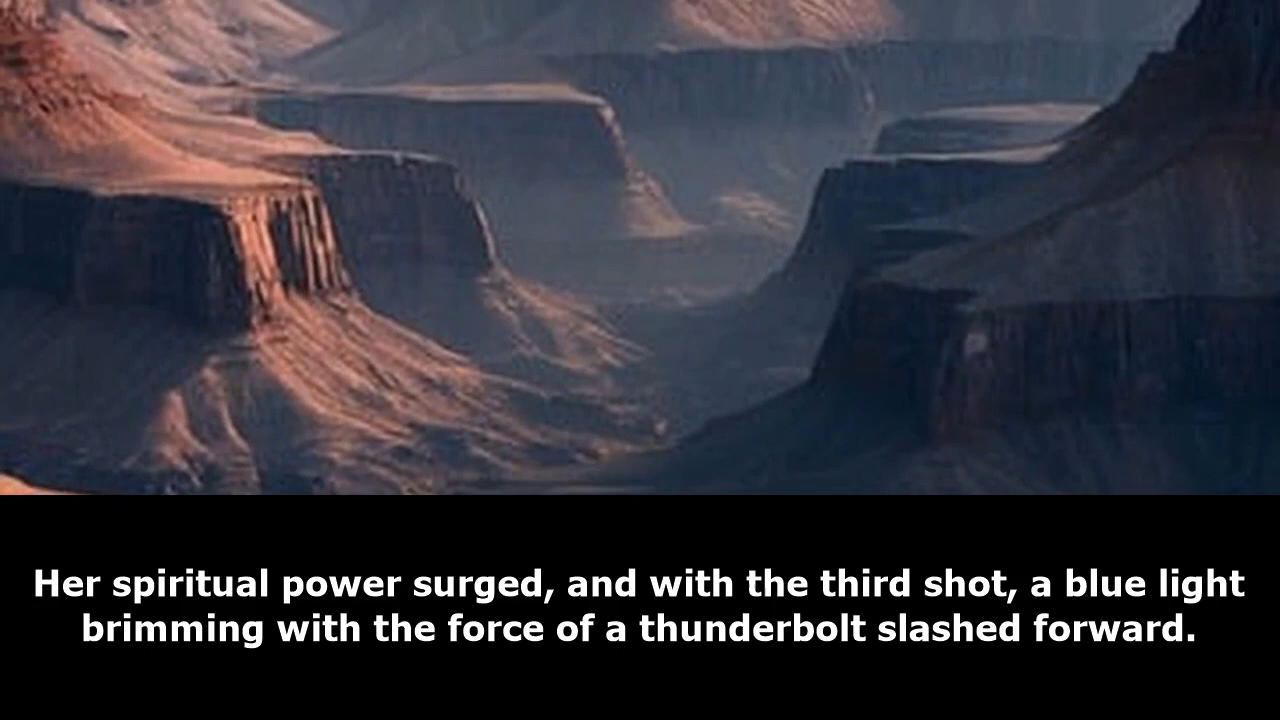 Her spiritual power surged, and with the third shot, a blue light
brimming with the force of a thunderbolt slashed forward.